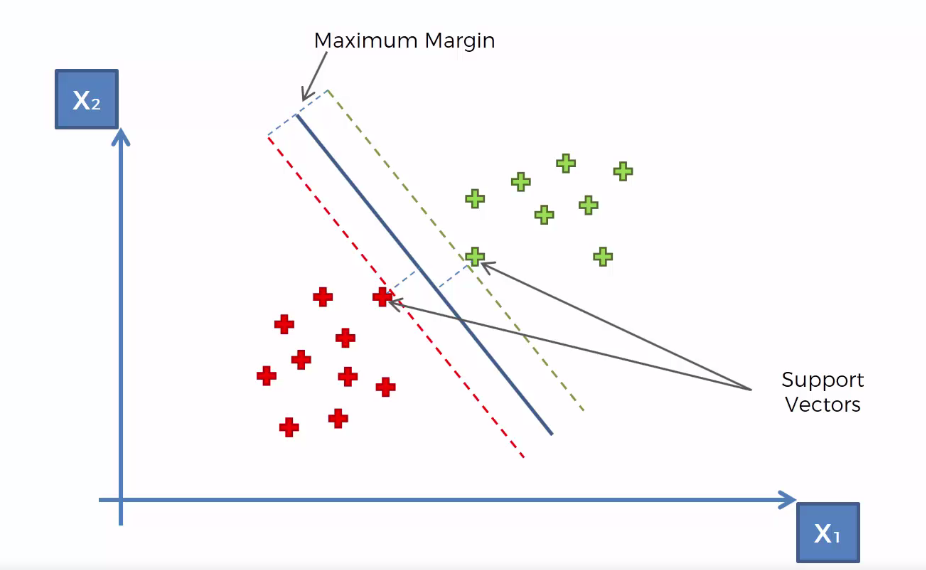 Maximum Margin
X₂
Support
Vectors
X₁